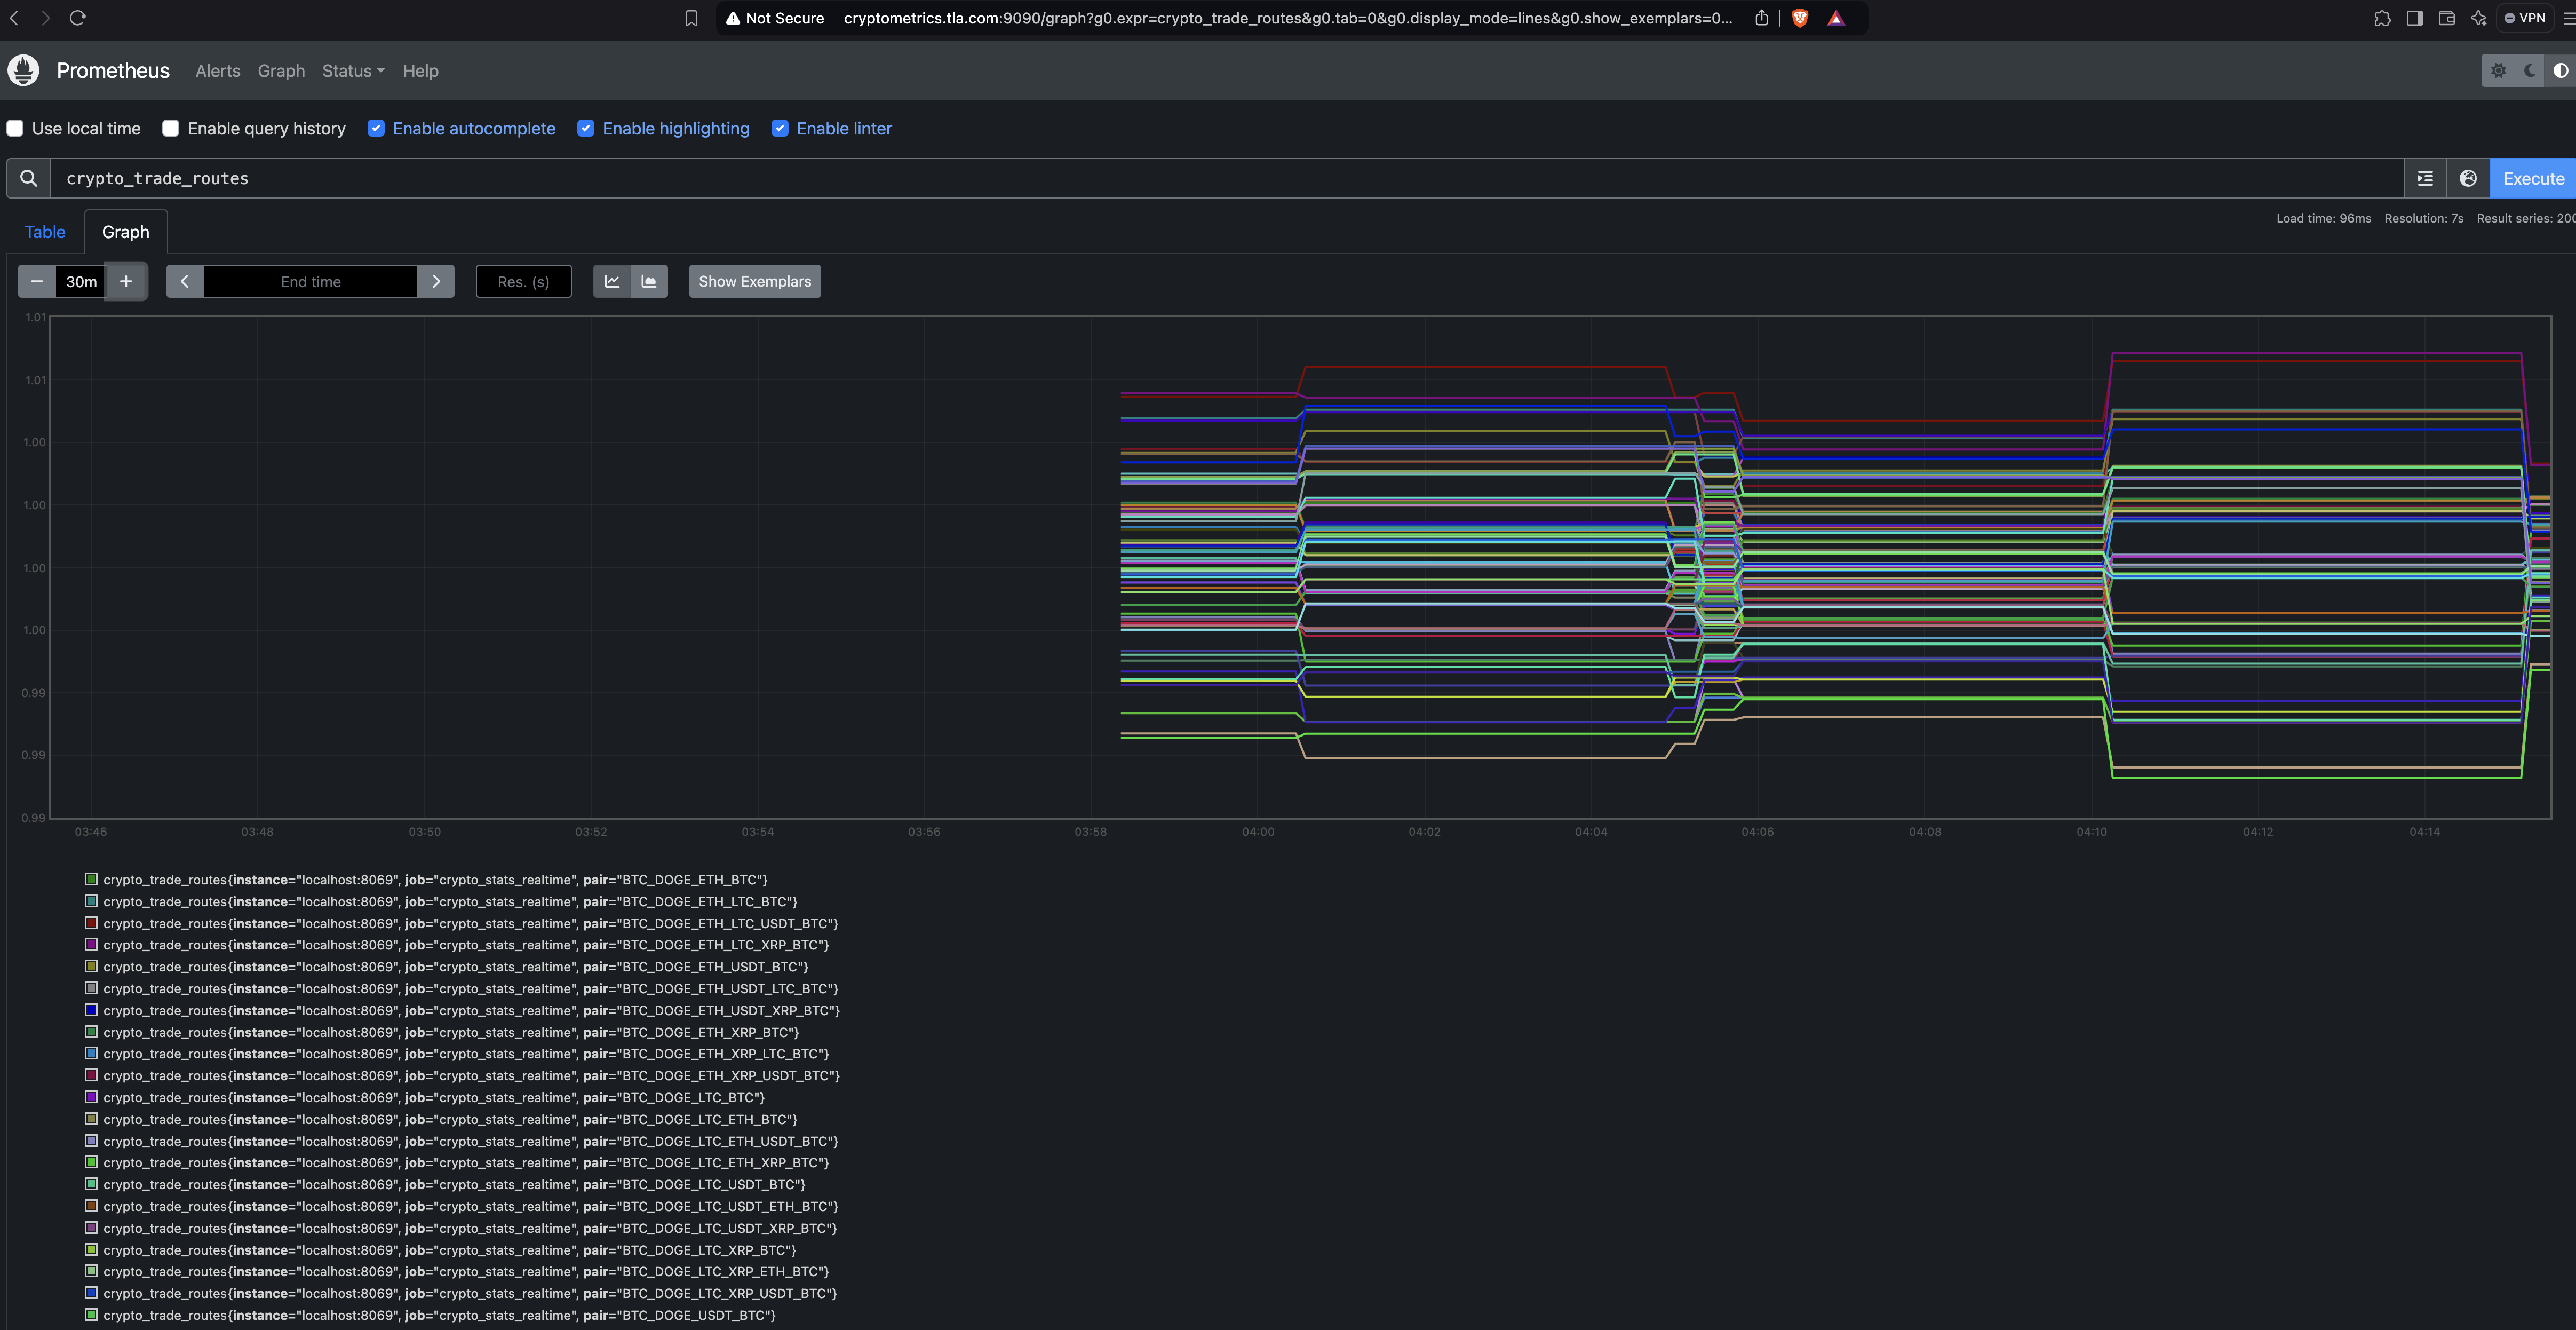 Not Secure cryptometrics.tla.com:9090/graph?g0.expr=crypto_trade_routes&g0.tab=0&g0.display_mode=lines&g0.show_exemplars=0... VPN
Prometheus Alerts Graph Status Help
Use local time Enable query history Enable autocomplete Enable highlighting Enable linter
crypto_trade_routes Execute
Table Graph Load time: 96ms Resolution: 7s Result series: 200
30m End time Res. (s) Show Exemplars
1.01
1.01
1.00
1.00
1.00
1.00
0.99
0.99
0.99
03:46 03:48 03:50 03:52 03:54 03:56 03:58 04:00 04:02 04:04 04:06 04:08 04:10 04:12 04:14
crypto_trade_routes{instance="localhost:8069", job="crypto_stats_realtime", pair="BTC_DOGE_ETH_BTC"}
crypto_trade_routes{instance="localhost:8069", job="crypto_stats_realtime", pair="BTC_DOGE_ETH_LTC_BTC"}
crypto_trade_routes{instance="localhost:8069", job="crypto_stats_realtime", pair="BTC_DOGE_ETH_LTC_USDT_BTC"}
crypto_trade_routes{instance="localhost:8069", job="crypto_stats_realtime", pair="BTC_DOGE_ETH_LTC_XRP_BTC"}
crypto_trade_routes{instance="localhost:8069", job="crypto_stats_realtime", pair="BTC_DOGE_ETH_USDT_BTC"}
crypto_trade_routes{instance="localhost:8069", job="crypto_stats_realtime", pair="BTC_DOGE_ETH_USDT_LTC_BTC"}
crypto_trade_routes{instance="localhost:8069", job="crypto_stats_realtime", pair="BTC_DOGE_ETH_USDT_XRP_BTC"}
crypto_trade_routes{instance="localhost:8069", job="crypto_stats_realtime", pair="BTC_DOGE_ETH_XRP_BTC"}
crypto_trade_routes{instance="localhost:8069", job="crypto_stats_realtime", pair="BTC_DOGE_ETH_XRP_LTC_BTC"}
crypto_trade_routes{instance="localhost:8069", job="crypto_stats_realtime", pair="BTC_DOGE_ETH_XRP_USDT_BTC"}
crypto_trade_routes{instance="localhost:8069", job="crypto_stats_realtime", pair="BTC_DOGE_LTC_BTC"}
crypto_trade_routes{instance="localhost:8069", job="crypto_stats_realtime", pair="BTC_DOGE_LTC_ETH_BTC"}
crypto_trade_routes{instance="localhost:8069", job="crypto_stats_realtime", pair="BTC_DOGE_LTC_ETH_USDT_BTC"}
crypto_trade_routes{instance="localhost:8069", job="crypto_stats_realtime", pair="BTC_DOGE_LTC_ETH_XRP_BTC"}
crypto_trade_routes{instance="localhost:8069", job="crypto_stats_realtime", pair="BTC_DOGE_LTC_USDT_BTC"}
crypto_trade_routes{instance="localhost:8069", job="crypto_stats_realtime", pair="BTC_DOGE_LTC_USDT_ETH_BTC"}
crypto_trade_routes{instance="localhost:8069", job="crypto_stats_realtime", pair="BTC_DOGE_LTC_USDT_XRP_BTC"}
crypto_trade_routes{instance="localhost:8069", job="crypto_stats_realtime", pair="BTC_DOGE_LTC_XRP_BTC"}
crypto_trade_routes{instance="localhost:8069", job="crypto_stats_realtime", pair="BTC_DOGE_LTC_XRP_ETH_BTC"}
crypto_trade_routes{instance="localhost:8069", job="crypto_stats_realtime", pair="BTC_DOGE_LTC_XRP_USDT_BTC"}
crypto_trade_routes{instance="localhost:8069", job="crypto_stats_realtime", pair="BTC_DOGE_USDT_BTC"}